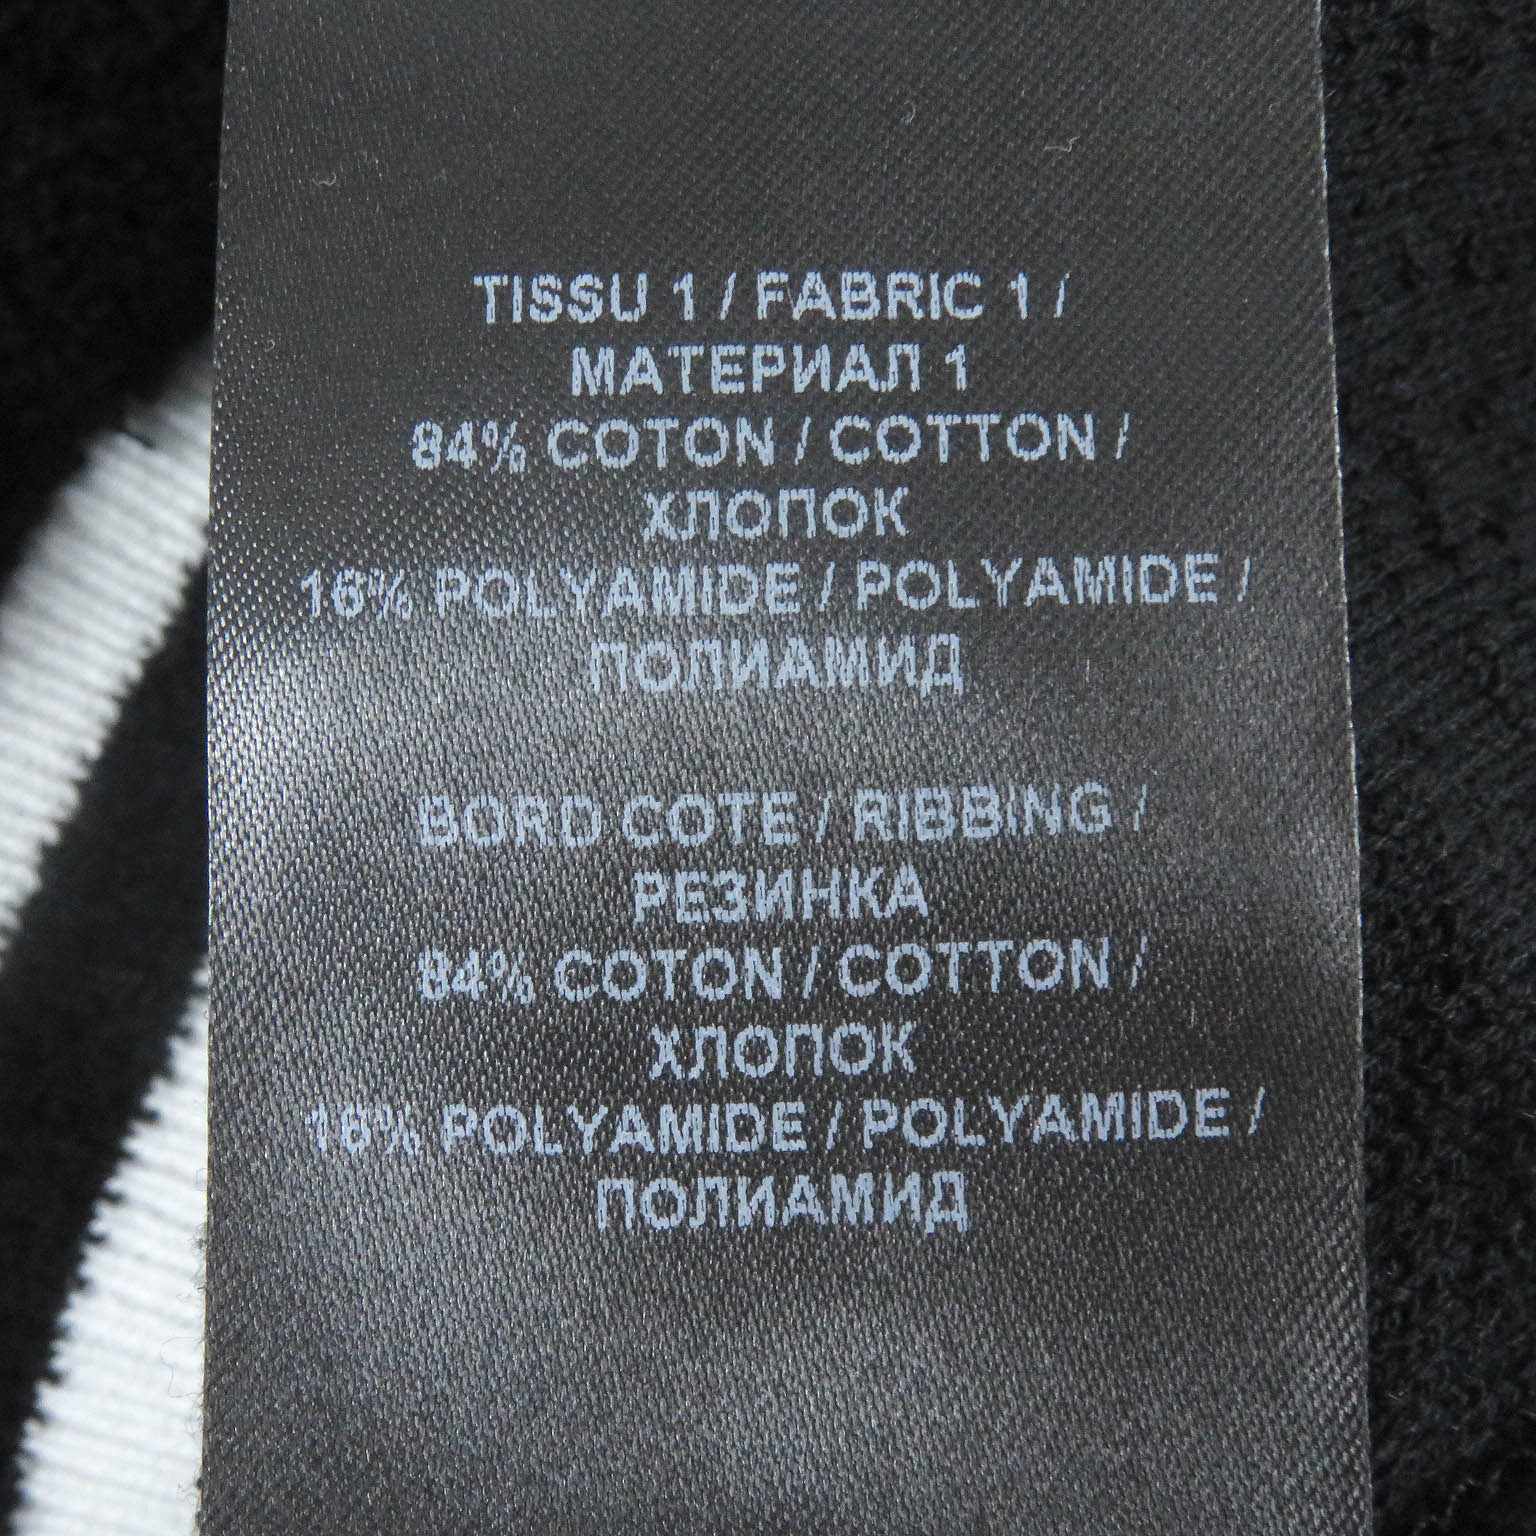 TISSU 1 / FABRIC 1 /
МАТЕРИАЛ 1
84% COTON / COTTON /
ХЛОПОК
16% POLYAMIDE / POLYAMIDE /
ПОЛИАМИД
BORD COTE / RIBBING /
РЕЗИНКА
84% COTON / COTTON /
ХЛОПОК
16% POLYAMIDE / POLYAMIDE /
ПОЛИАМИД